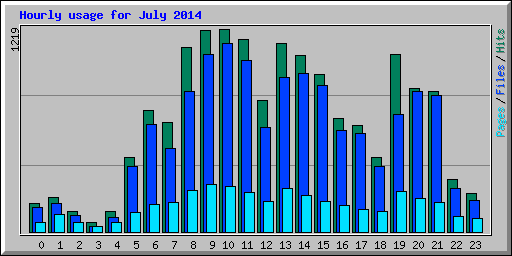 Hourly usage for July 2014
1219
Pages / Files / Hits
0 1 2 3 4 5 6 7 8 9 10 11 12 13 14 15 16 17 18 19 20 21 22 23